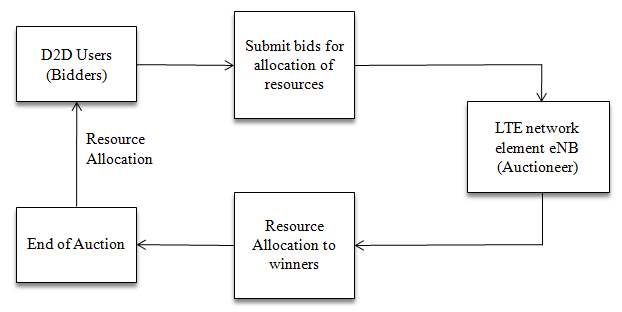 D2D Users
(Bidders)
Submit bids for
allocation of
resources
LTE network
element eNB
(Auctioneer)
Resource
Allocation to
winners
End of Auction
Resource
Allocation